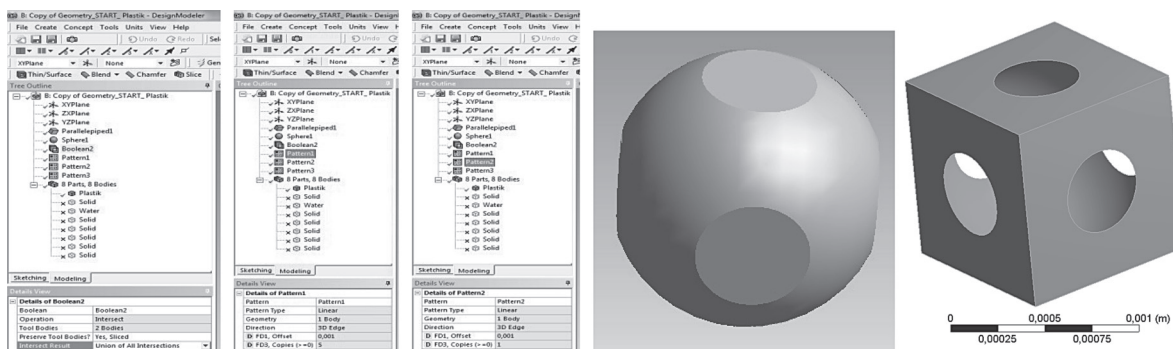 B: Copy of Geometry_START_ Plastik - DesignModeler
File Create Concept Tools Units View Help
Undo Redo
XYPlane None
Thin/Surface Blend Chamfer Slice
Tree Outline
B: Copy of Geometry_START_ Plastik
XYPlane
ZXPlane
YZPlane
Parallelepiped1
Sphere1
Boolean2
Pattern1
Pattern2
Pattern3
8 Parts, 8 Bodies
Plastik
Solid
Water
Solid
Solid
Solid
Solid
Solid
Sketching Modeling
Details View
Details of Boolean2
Boolean Boolean2
Operation Intersect
Tool Bodies 2 Bodies
Preserve Tool Bodies? Yes, Sliced
Intersect Result Union of All Intersections
B: Copy of Geometry_START_ Plastik - DesignModeler
File Create Concept Tools Units View H
Undo
XYPlane None
Thin/Surface Blend Chamfer
Tree Outline
B: Copy of Geometry_START_ Plastik
XYPlane
ZXPlane
YZPlane
Parallelepiped1
Sphere1
Boolean2
Pattern1
Pattern2
Pattern3
8 Parts, 8 Bodies
Plastik
Solid
Water
Solid
Solid
Solid
Solid
Solid
Sketching Modeling
Details View
Details of Pattern1
Pattern Pattern1
Pattern Type Linear
Geometry 1 Body
Direction 3D Edge
D FD1, Offset 0,001
D FD3, Copies (>=0) 5
B: Copy of Geometry_START_ Plastik - DesignModeler
File Create Concept Tools Units View H
Undo
XYPlane None
Thin/Surface Blend Chamfer
Tree Outline
B: Copy of Geometry_START_ Plastik
XYPlane
ZXPlane
YZPlane
Parallelepiped1
Sphere1
Boolean2
Pattern1
Pattern2
Pattern3
8 Parts, 8 Bodies
Plastik
Solid
Water
Solid
Solid
Solid
Solid
Solid
Sketching Modeling
Details View
Details of Pattern2
Pattern Pattern2
Pattern Type Linear
Geometry 1 Body
Direction 3D Edge
D FD1, Offset 0,001
D FD3, Copies (>=0) 1
0 0,0005 0,001 (m)
0,00025 0,00075